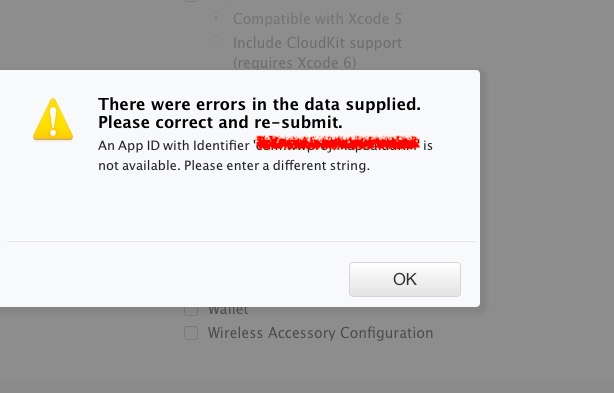 Compatible with Xcode 5
Include CloudKit support
(requires Xcode 6)
There were errors in the data supplied.
Please correct and re-submit.
An App ID with Identifier ' ' is
not available. Please enter a different string.
OK
Wallet
Wireless Accessory Configuration